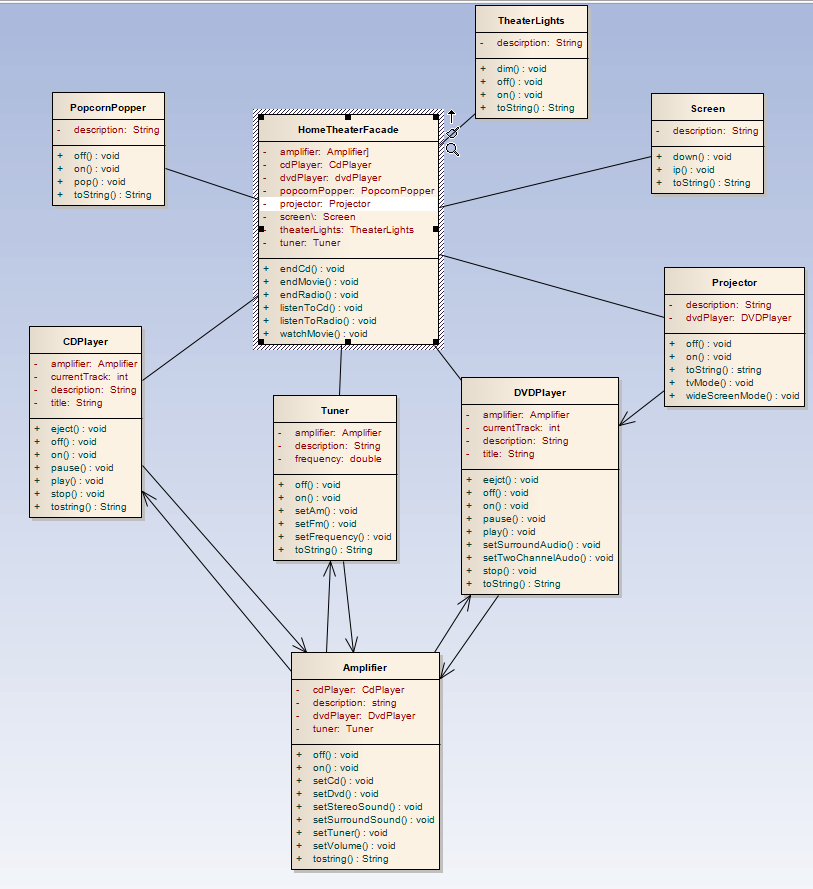 TheaterLights
- descirption: String
+ dim() : void
+ off() : void
+ on() : void
+ toString() : String
PopcornPopper
- description: String
+ off() : void
+ on() : void
+ pop() : void
+ toString() : String
Screen
- description: String
+ down() : void
+ ip() : void
+ toString() : String
HomeTheaterFacade
- amplifier: Amplifier]
- cdPlayer: CdPlayer
- dvdPlayer: dvdPlayer
- popcornPopper: PopcornPopper
- projector: Projector
- screen\: Screen
- theaterLights: TheaterLights
- tuner: Tuner
+ endCd() : void
+ endMovie() : void
+ endRadio() : void
+ listenToCd() : void
+ listenToRadio() : void
+ watchMovie() : void
Projector
- description: String
- dvdPlayer: DVDPlayer
+ off() : void
+ on() : void
+ toString() : string
+ tvMode() : void
+ wideScreenMode() : void
CDPlayer
- amplifier: Amplifier
- currentTrack: int
- description: String
- title: String
+ eject() : void
+ off() : void
+ on() : void
+ pause() : void
+ play() : void
+ stop() : void
+ tostring() : String
Tuner
- amplifier: Amplifier
- description: String
- frequency: double
+ off() : void
+ on() : void
+ setAm() : void
+ setFm() : void
+ setFrequency() : void
+ toString() : String
DVDPlayer
- amplifier: Amplifier
- currentTrack: int
- description: String
- title: String
+ eejct() : void
+ off() : void
+ on() : void
+ pause() : void
+ play() : void
+ setSurroundAudio() : void
+ setTwoChannelAudo() : void
+ stop() : void
+ toString() : String
Amplifier
- cdPlayer: CdPlayer
- description: string
- dvdPlayer: DvdPlayer
- tuner: Tuner
+ off() : void
+ on() : void
+ setCd() : void
+ setDvd() : void
+ setStereoSound() : void
+ setSurroundSound() : void
+ setTuner() : void
+ setVolume() : void
+ tostring() : String